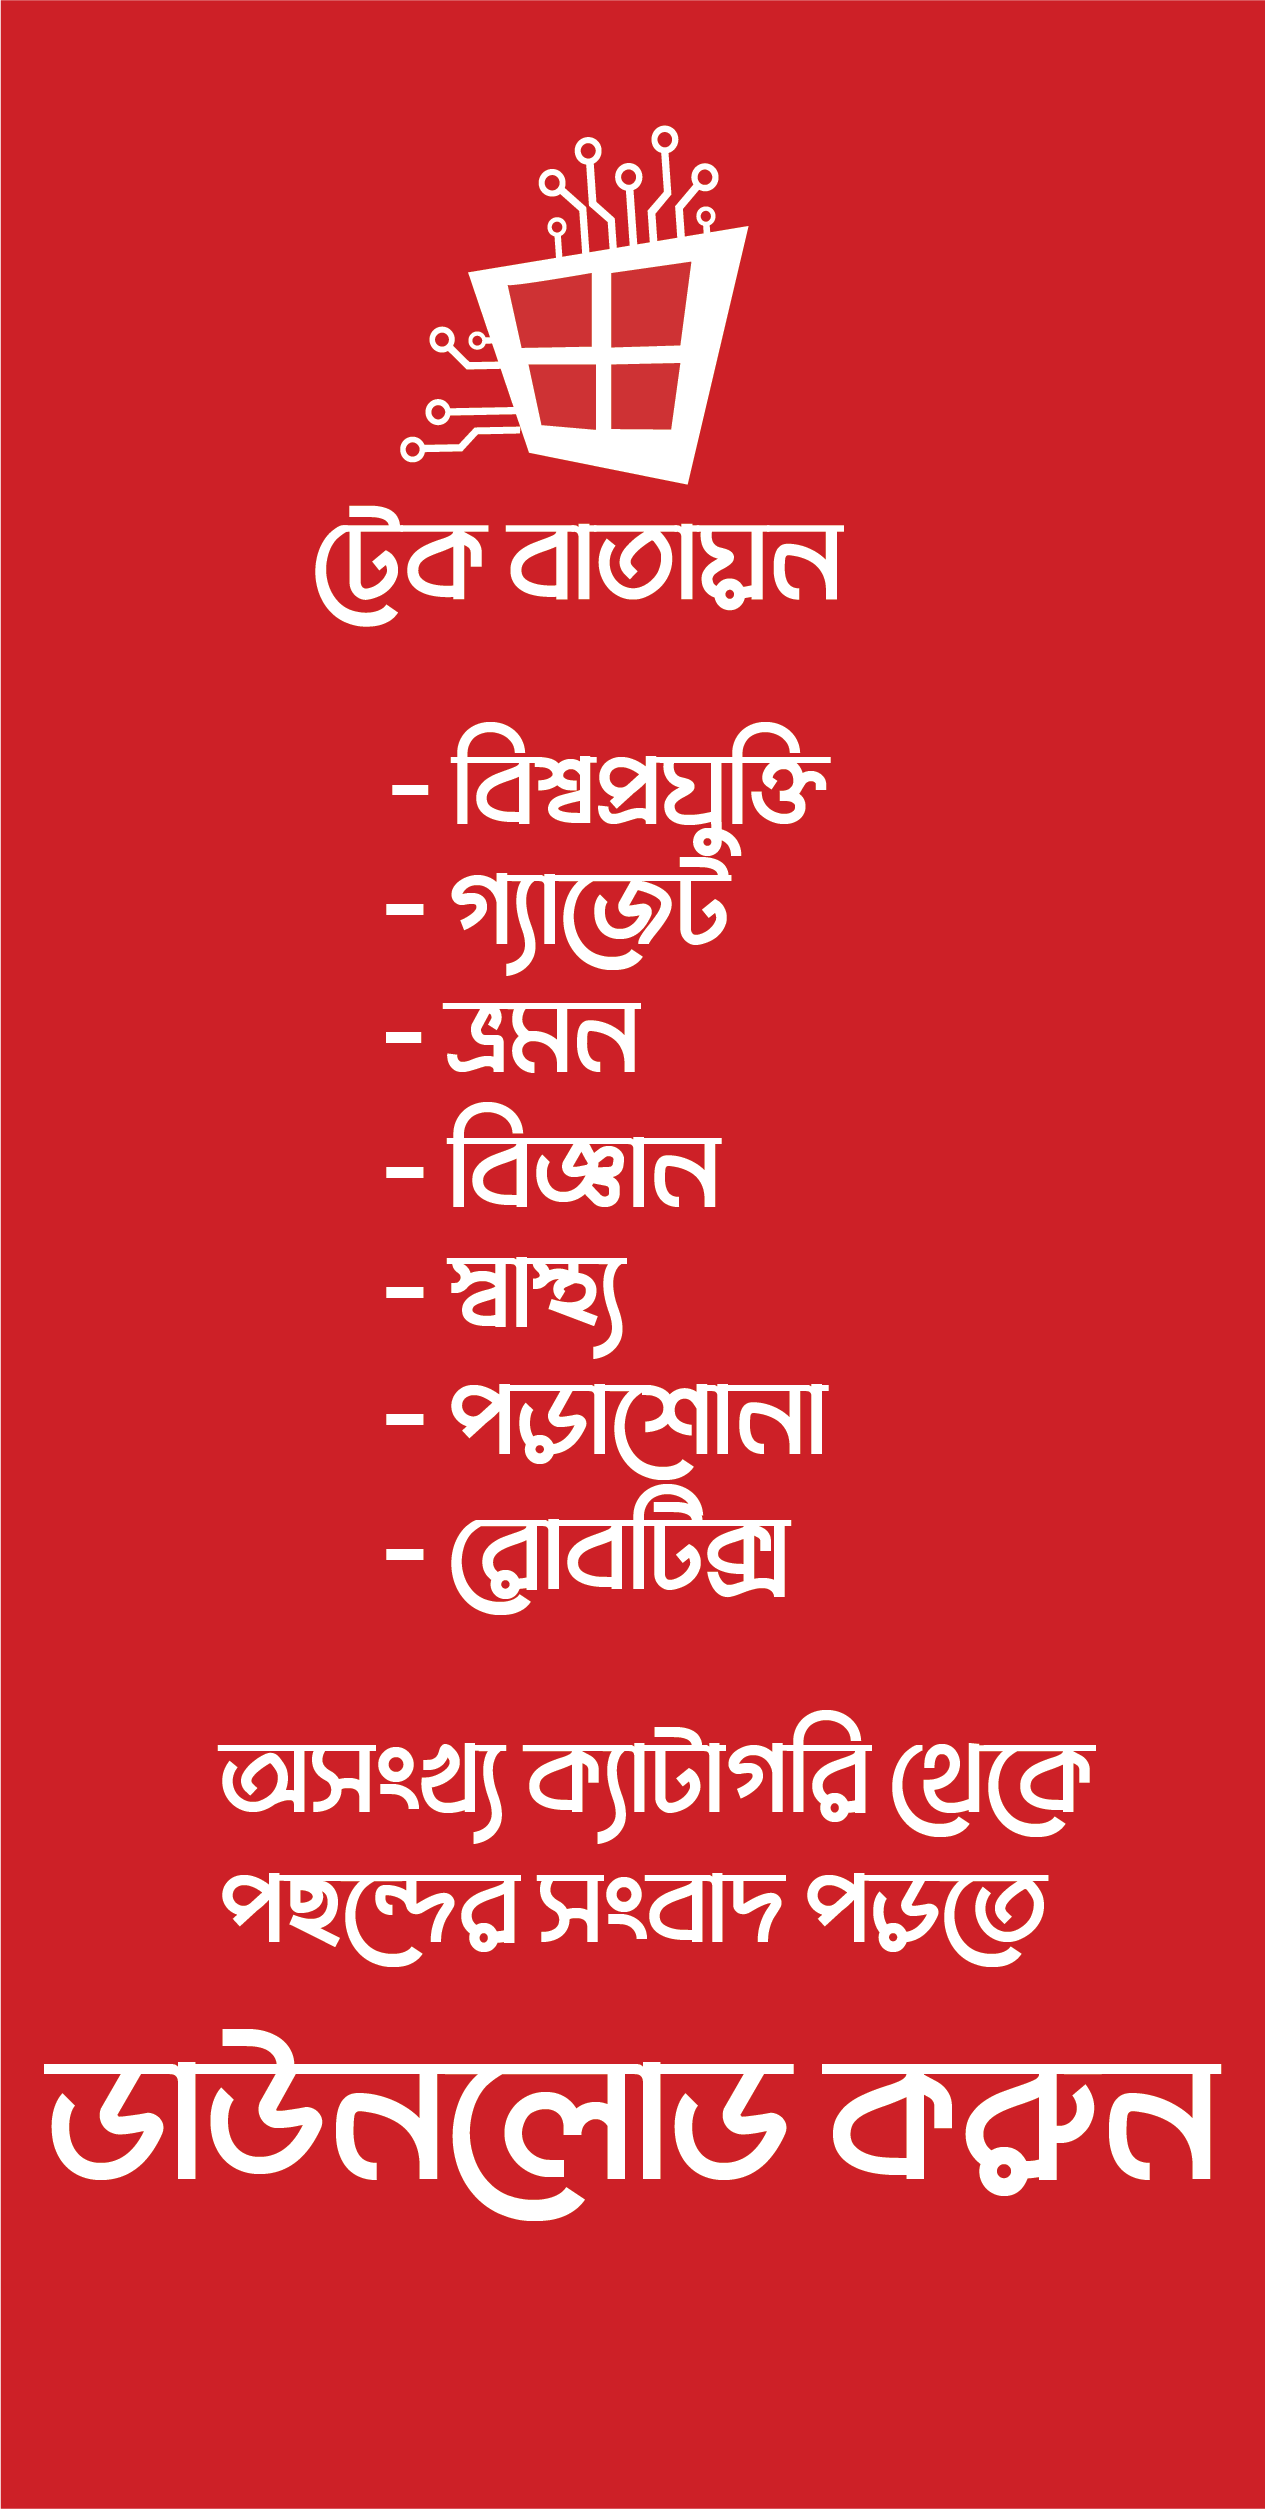 টেক বাতায়ন
- বিশ্বপ্রযুক্তি
- গ্যাজেট
- ভ্রমন
- বিজ্ঞান
- স্বাস্থ্য
- পড়াশোনা
- রোবটিক্স
অসংখ্য ক্যাটাগরি থেকে
পছন্দের সংবাদ পড়তে
ডাউনলোড করুন